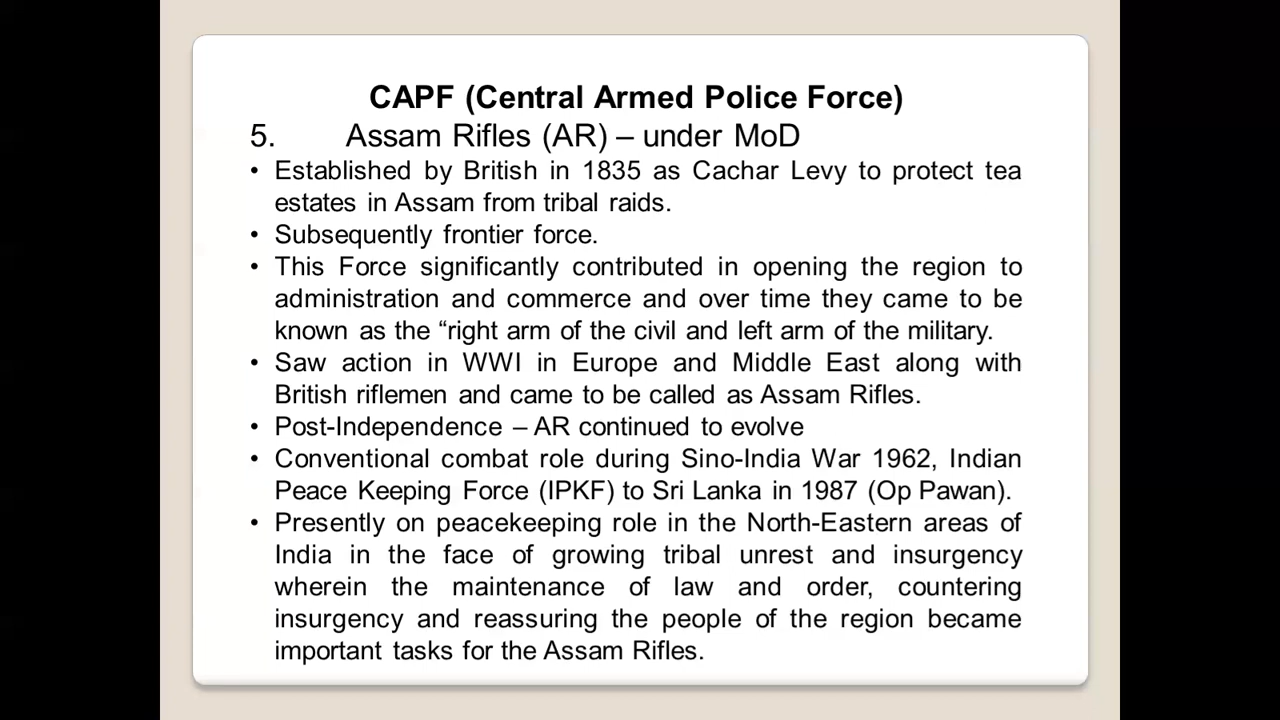 CAPF (Central Armed Police Force)
5. Assam Rifles (AR) – under MoD
• Established by British in 1835 as Cachar Levy to protect tea
estates in Assam from tribal raids.
• Subsequently frontier force.
• This Force significantly contributed in opening the region to
administration and commerce and over time they came to be
known as the “right arm of the civil and left arm of the military.
• Saw action in WWI in Europe and Middle East along with
British riflemen and came to be called as Assam Rifles.
• Post-Independence – AR continued to evolve
• Conventional combat role during Sino-India War 1962, Indian
Peace Keeping Force (IPKF) to Sri Lanka in 1987 (Op Pawan).
• Presently on peacekeeping role in the North-Eastern areas of
India in the face of growing tribal unrest and insurgency
wherein the maintenance of law and order, countering
insurgency and reassuring the people of the region became
important tasks for the Assam Rifles.